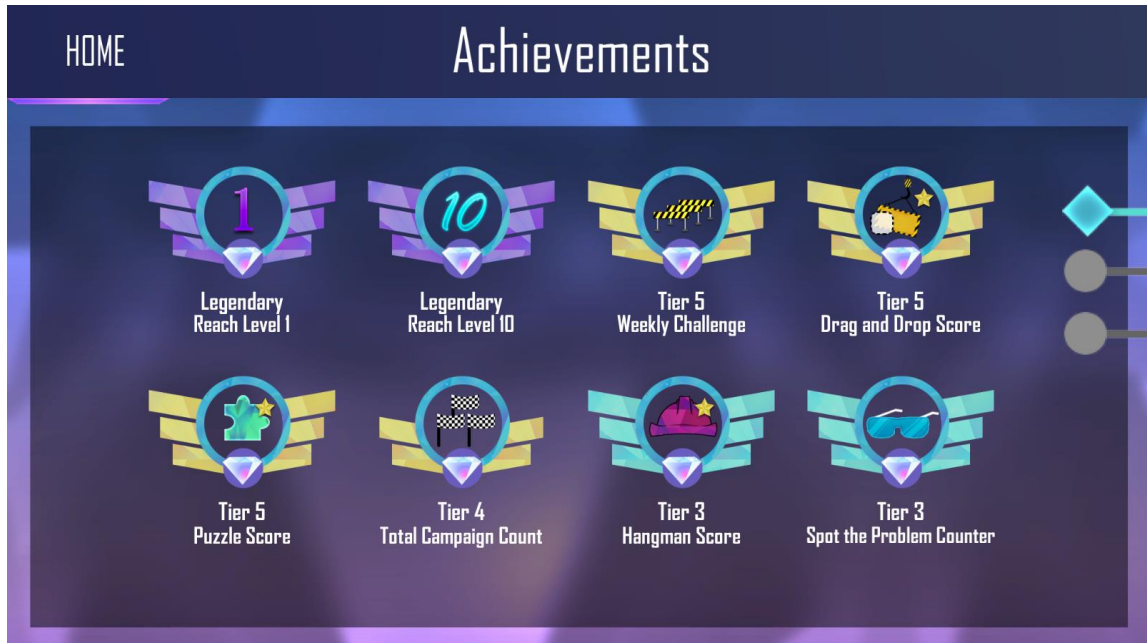 HOME
Achievements
1
10
Legendary
Reach Level 1
Legendary
Reach Level 10
Tier 5
Weekly Challenge
Tier 5
Drag and Drop Score
Tier 5
Puzzle Score
Tier 4
Total Campaign Count
Tier 3
Hangman Score
Tier 3
Spot the Problem Counter